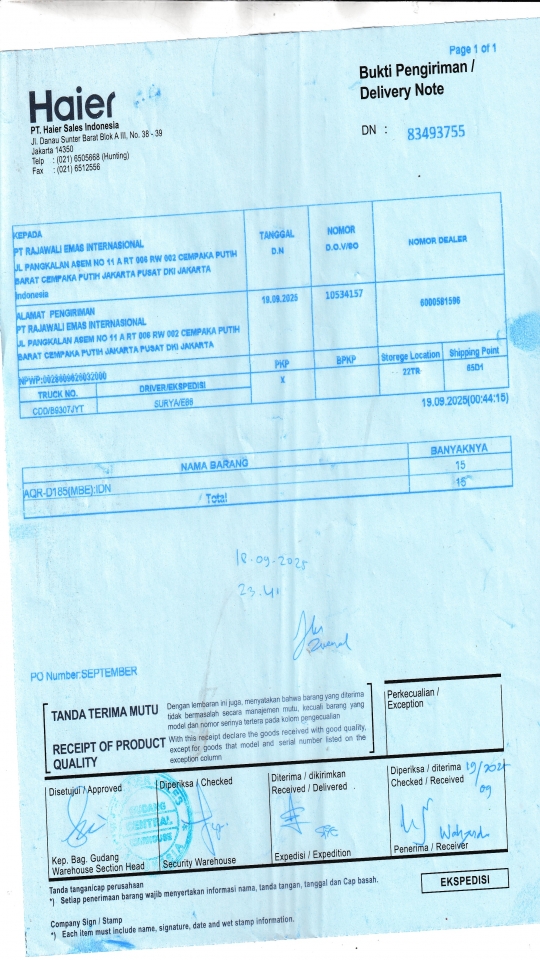 Page 1 of 1
Bukti Pengiriman /
Delivery Note
DN : 83493755
Haier
PT. Haier Sales Indonesia
Jl. Danau Sunter Barat Blok A III, No. 38 - 39
Jakarta 14350
Telp : (021) 6505668 (Hunting)
Fax : (021) 6512556
KEPADA
PT RAJAWALI EMAS INTERNASIONAL
JL PANGKALAN ASEM NO 11 A RT 006 RW 002 CEMPAKA PUTIH
BARAT CEMPAKA PUTIH JAKARTA PUSAT DKI JAKARTA
Indonesia
TANGGAL
D.N
NOMOR
D.O.V/SO
NOMOR DEALER
19.09.2025
10534157
6000581596
ALAMAT PENGIRIMAN
PT RAJAWALI EMAS INTERNASIONAL
JL PANGKALAN ASEM NO 11 A RT 006 RW 002 CEMPAKA PUTIH
BARAT CEMPAKA PUTIH JAKARTA PUSAT DKI JAKARTA
PKP
BPKP
Storege Location
Shipping Point
X
22TR
65D1
TRUCK NO.
DRIVER/EKSPEDISI
COD/B9307JYT
SURYA/E86
19.09.2025(00:44:15)
NAMA BARANG
BANYAKNYA
AQR-D185(MBE):IDN
15
Total
15
18-09-2025
23.41
PO Number:SEPTEMBER
TANDA TERIMA MUTU
Dengan lembaran ini juga, menyatakan bahwa barang yang diterima
tidak bermasalah secara manajemen mutu, kecuali barang yang
model dan nomor serinya tertera pada kolom pengecualian
RECEIPT OF PRODUCT
QUALITY
With this receipt declare the goods received with good quality,
except for goods that model and serial number listed on the
exception column
Perkecualian /
Exception
Disetujui / Approved
Diperiksa / Checked
Diterima / dikirimkan
Received / Delivered
Diperiksa / diterima
Checked / Received
CENTRAL
Kep. Bag. Gudang
Warehouse Section Head
Security Warehouse
Expedisi / Expedition
Penerima / Receiver
Tanda tangan/cap perusahaan
*) Setiap penerimaan barang wajib menyertakan informasi nama, tanda tangan, tanggal dan Cap basah.
EKSPEDISI
Company Sign / Stamp
*) Each item must include name, signature, date and wet stamp information.